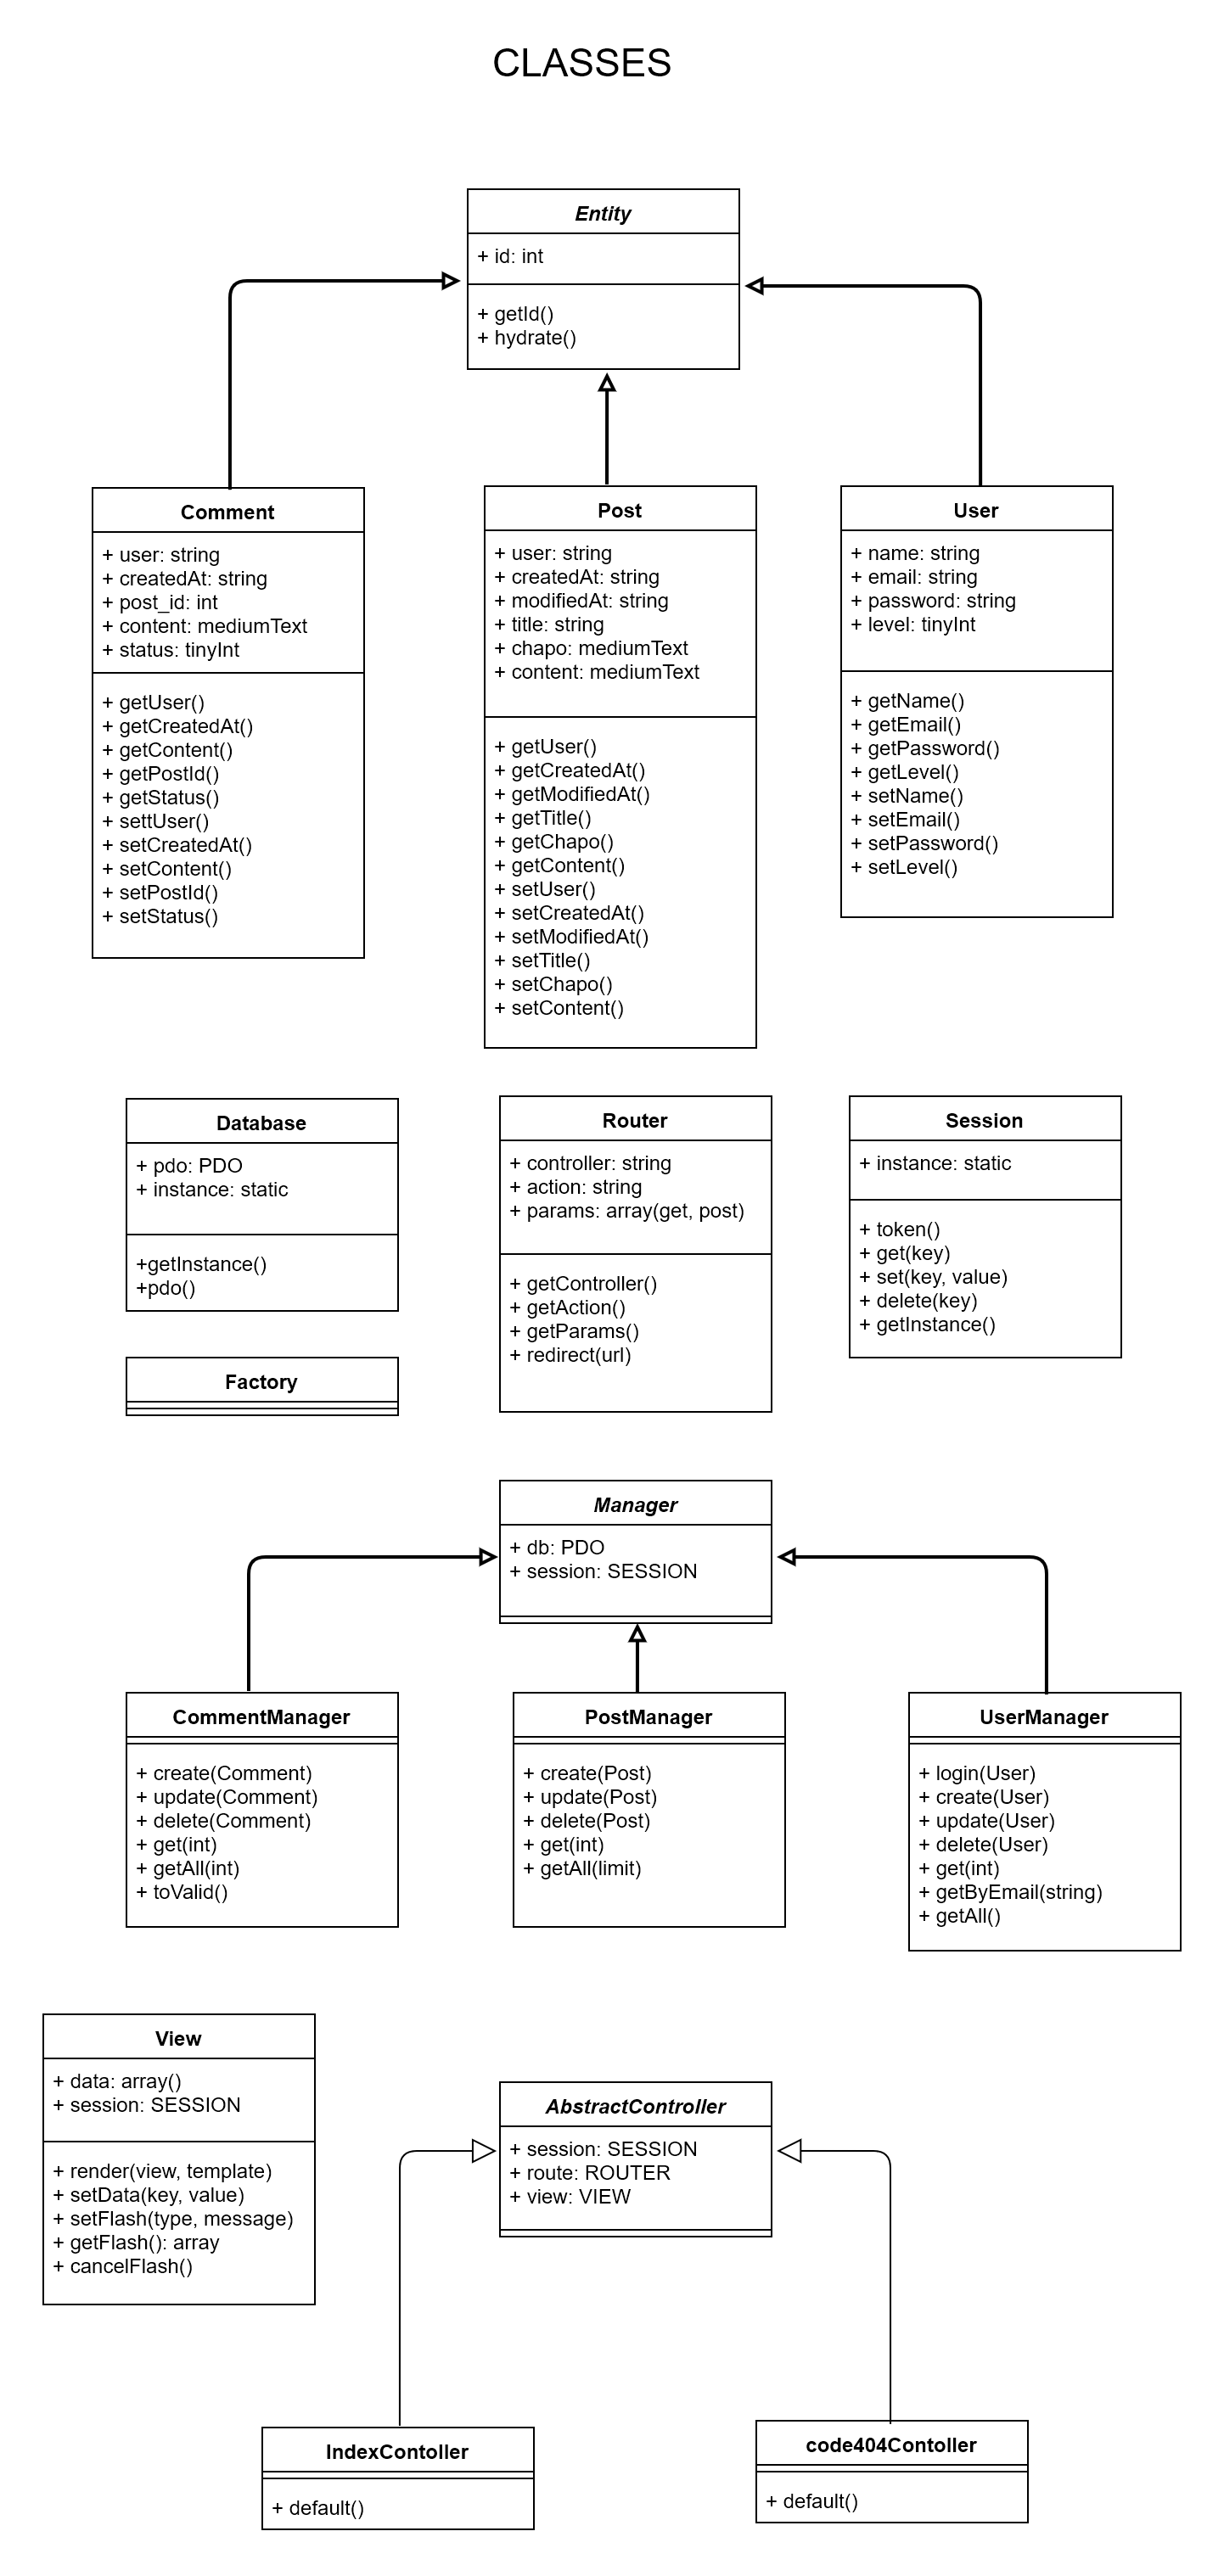 CLASSES
Entity
+ id: int
+ getId()
+ hydrate()
Comment
+ user: string
+ createdAt: string
+ post_id: int
+ content: mediumText
+ status: tinyInt
+ getUser()
+ getCreatedAt()
+ getContent()
+ getPostId()
+ getStatus()
+ settUser()
+ setCreatedAt()
+ setContent()
+ setPostId()
+ setStatus()
Post
+ user: string
+ createdAt: string
+ modifiedAt: string
+ title: string
+ chapo: mediumText
+ content: mediumText
+ getUser()
+ getCreatedAt()
+ getModifiedAt()
+ getTitle()
+ getChapo()
+ getContent()
+ setUser()
+ setCreatedAt()
+ setModifiedAt()
+ setTitle()
+ setChapo()
+ setContent()
User
+ name: string
+ email: string
+ password: string
+ level: tinyInt
+ getName()
+ getEmail()
+ getPassword()
+ getLevel()
+ setName()
+ setEmail()
+ setPassword()
+ setLevel()
Database
+ pdo: PDO
+ instance: static
+getInstance()
+pdo()
Factory
Router
+ controller: string
+ action: string
+ params: array(get, post)
+ getController()
+ getAction()
+ getParams()
+ redirect(url)
Session
+ instance: static
+ token()
+ get(key)
+ set(key, value)
+ delete(key)
+ getInstance()
Manager
+ db: PDO
+ session: SESSION
CommentManager
+ create(Comment)
+ update(Comment)
+ delete(Comment)
+ get(int)
+ getAll(int)
+ toValid()
PostManager
+ create(Post)
+ update(Post)
+ delete(Post)
+ get(int)
+ getAll(limit)
UserManager
+ login(User)
+ create(User)
+ update(User)
+ delete(User)
+ get(int)
+ getByEmail(string)
+ getAll()
View
+ data: array()
+ session: SESSION
+ render(view, template)
+ setData(key, value)
+ setFlash(type, message)
+ getFlash(): array
+ cancelFlash()
AbstractController
+ session: SESSION
+ route: ROUTER
+ view: VIEW
IndexContoller
+ default()
code404Contoller
+ default()